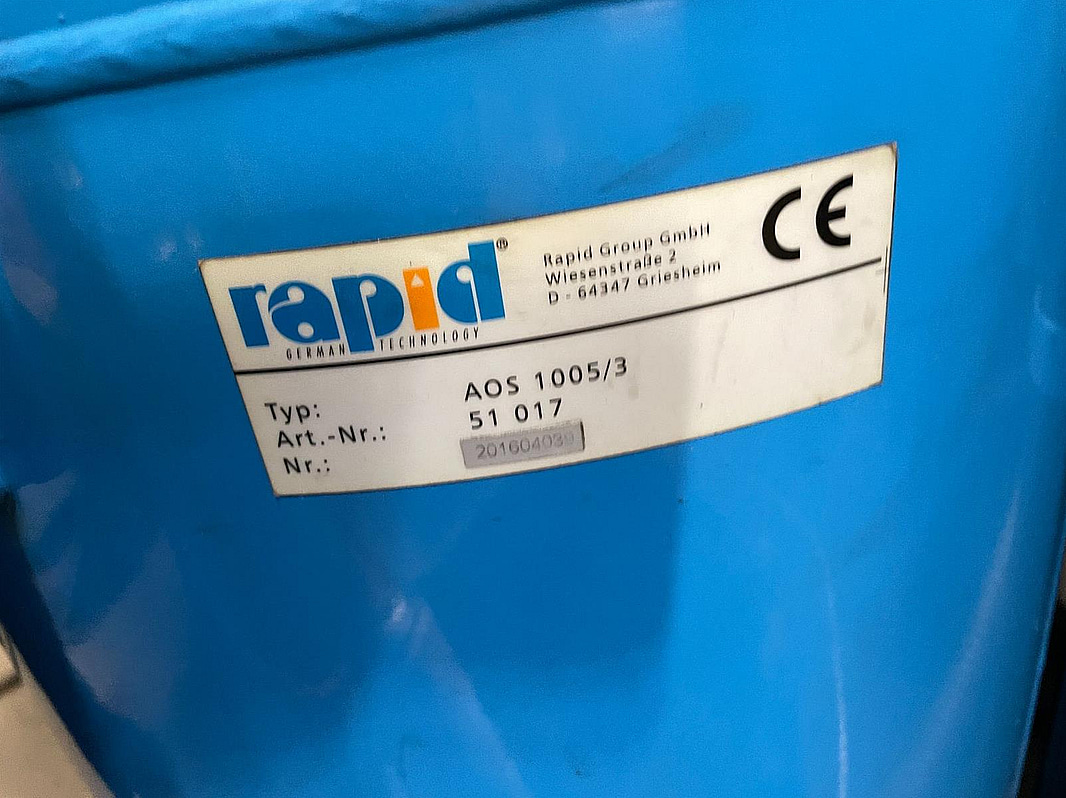 rapid®
GERMAN TECHNOLOGY
Rapid Group GmbH
Wiesenstraße 2
D - 64347 Griesheim
CE
Typ: AOS 1005/3
Art.-Nr.: 51 017
Nr.: